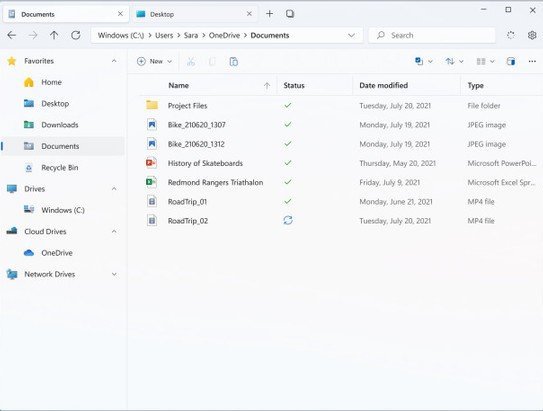 Documents
Desktop
Windows (C:) > Users > Sara > OneDrive > Documents
Search
Favorites
Home
Desktop
Downloads
Documents
Recycle Bin
Drives
Windows (C:)
Cloud Drives
OneDrive
Network Drives
New
Name Status Date modified Type
Project Files Tuesday, July 20, 2021 File folder
Bike_210620_1307 Monday, July 19, 2021 JPEG image
Bike_210620_1312 Monday, July 19, 2021 JPEG image
History of Skateboards Thursday, May 20, 2021 Microsoft PowerPoi...
Redmond Rangers Triathalon Friday, July 9, 2021 Microsoft Excel Spr...
RoadTrip_01 Monday, June 21, 2021 MP4 file
RoadTrip_02 Tuesday, July 20, 2021 MP4 file